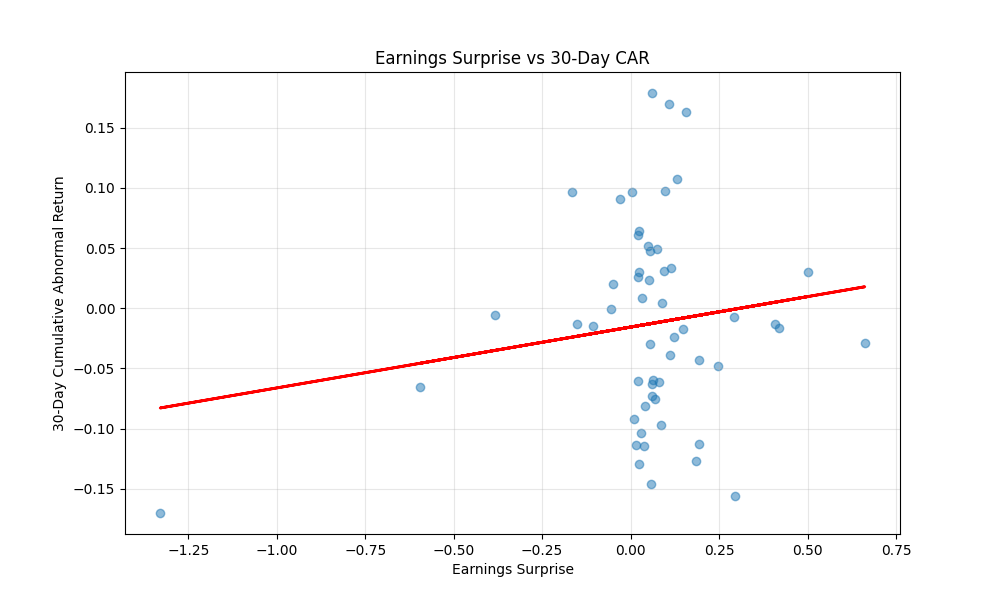 Earnings Surprise vs 30-Day CAR
30-Day Cumulative Abnormal Return
0.15
0.10
0.05
0.00
−0.05
−0.10
−0.15
−1.25 −1.00 −0.75 −0.50 −0.25 0.00 0.25 0.50 0.75
Earnings Surprise